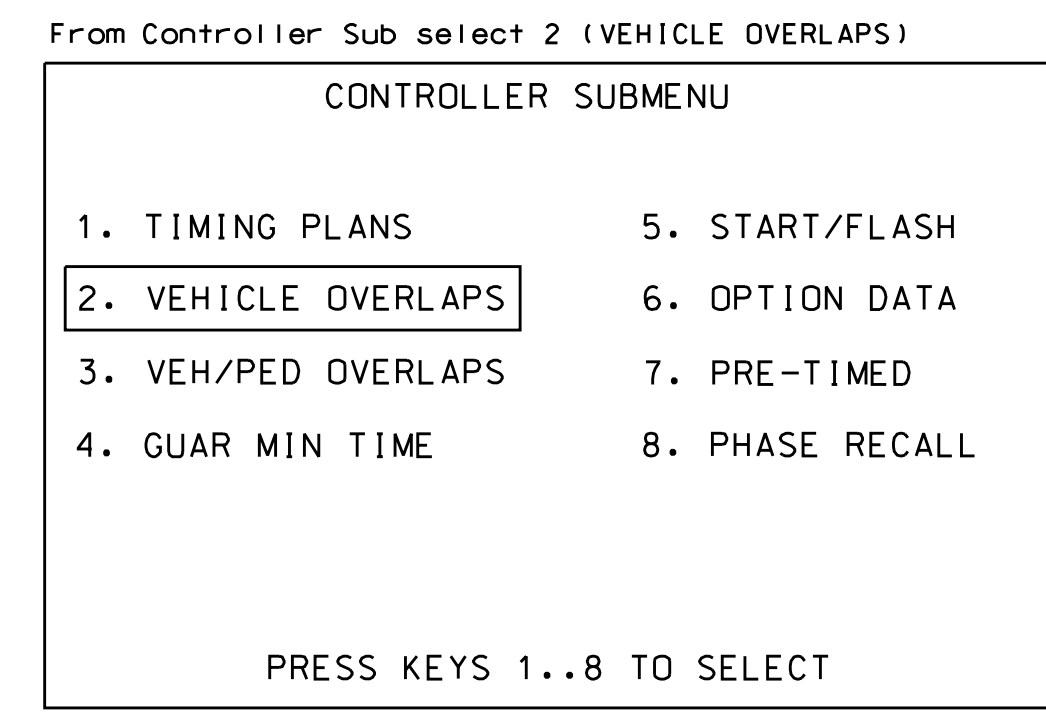 From Controller Sub select 2 (VEHICLE OVERLAPS)
CONTROLLER SUBMENU
1. TIMING PLANS 5. START/FLASH
2. VEHICLE OVERLAPS 6. OPTION DATA
3. VEH/PED OVERLAPS 7. PRE-TIMED
4. GUAR MIN TIME 8. PHASE RECALL
PRESS KEYS 1..8 TO SELECT